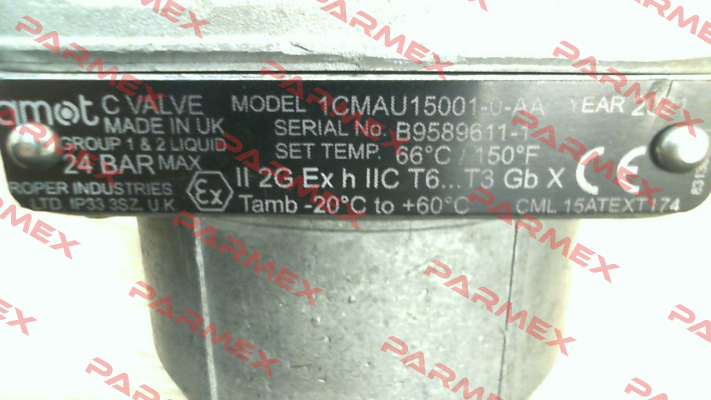 amot C VALVE MODEL 1CMAU15001-0-AA YEAR
MADE IN UK SERIAL No. B9589611-1
GROUP 1 & 2 LIQUID SET TEMP. 66°C / 150°F
24 BAR MAX
ROPER INDUSTRIES Ex II 2G Ex h IIC T6...T3 Gb X CE
LTD. IP33 3SZ. U.K Tamb -20°C to +60°C CML 15ATEXT174
PARMEX